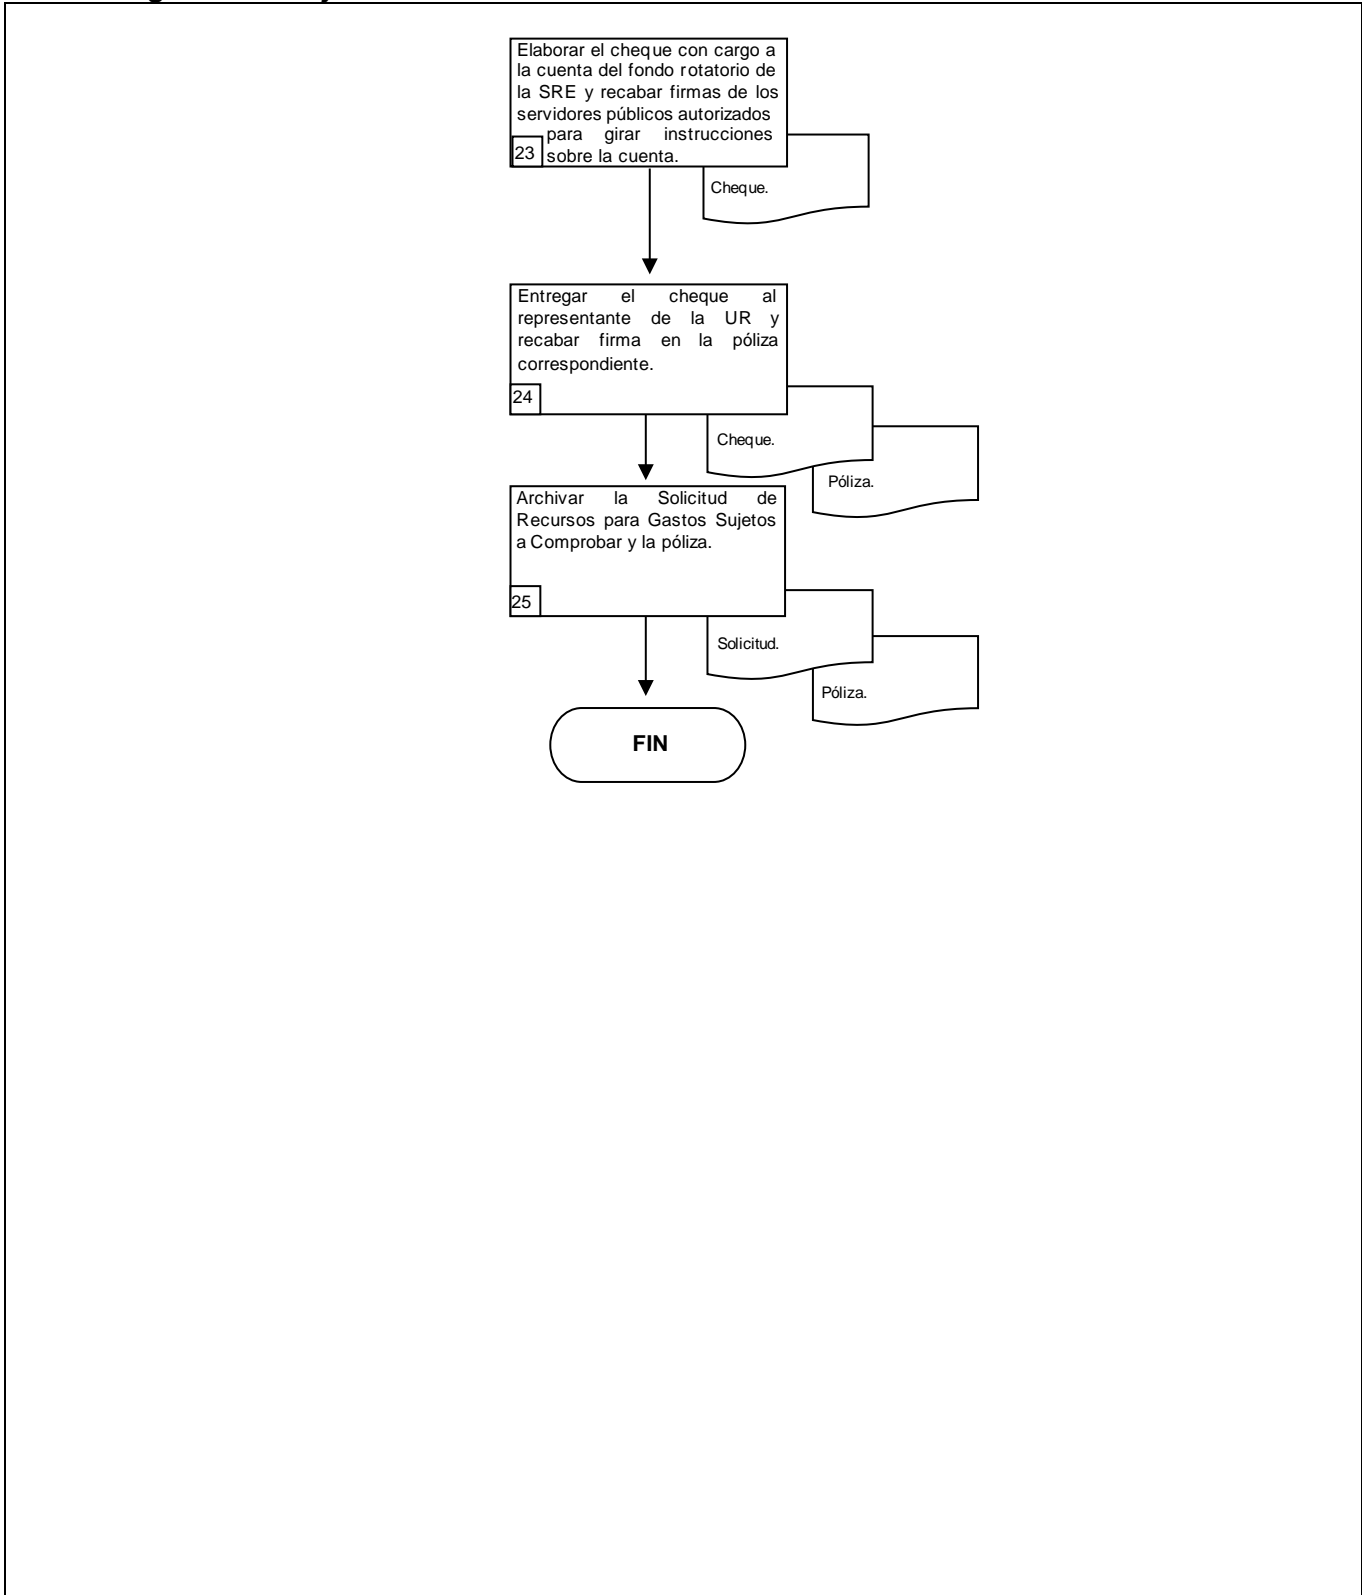 Elaborar el cheque con cargo a
la cuenta del fondo rotatorio de
la SRE y recabar firmas de los
servidores públicos autorizados
para girar instrucciones
23 sobre la cuenta.
Cheque.
Entregar el cheque al
representante de la UR y
recabar firma en la póliza
correspondiente.
24
Cheque.
Póliza.
Archivar la Solicitud de
Recursos para Gastos Sujetos
a Comprobar y la póliza.
25
Solicitud.
Póliza.
FIN